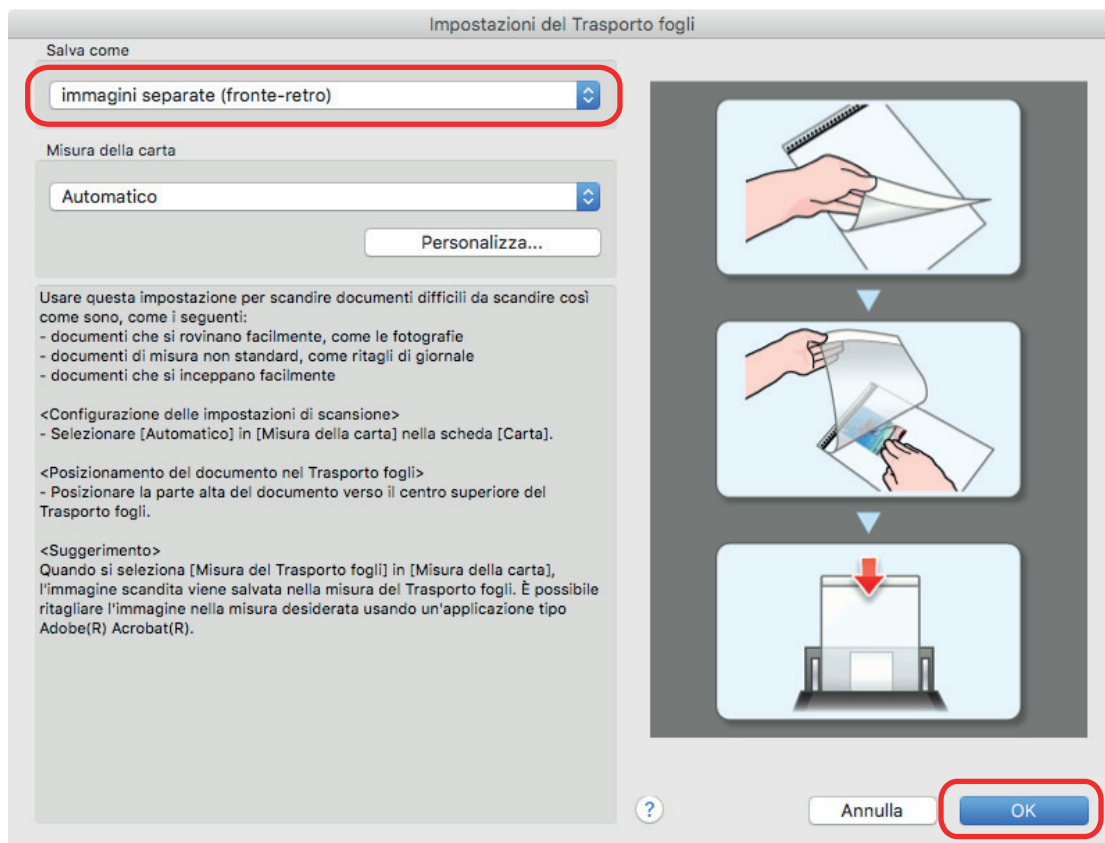 Impostazioni del Trasporto fogli
Salva come
immagini separate (fronte-retro)
Misura della carta
Automatico
Personalizza...
Usare questa impostazione per scandire documenti difficili da scandire così
come sono, come i seguenti:
- documenti che si rovinano facilmente, come le fotografie
- documenti di misura non standard, come ritagli di giornale
- documenti che si inceppano facilmente
<Configurazione delle impostazioni di scansione>
- Selezionare [Automatico] in [Misura della carta] nella scheda [Carta].
<Posizionamento del documento nel Trasporto fogli>
- Posizionare la parte alta del documento verso il centro superiore del
Trasporto fogli.
<Suggerimento>
Quando si seleziona [Misura del Trasporto fogli] in [Misura della carta],
l'immagine scandita viene salvata nella misura del Trasporto fogli. È possibile
ritagliare l'immagine nella misura desiderata usando un'applicazione tipo
Adobe(R) Acrobat(R).
?
Annulla
OK